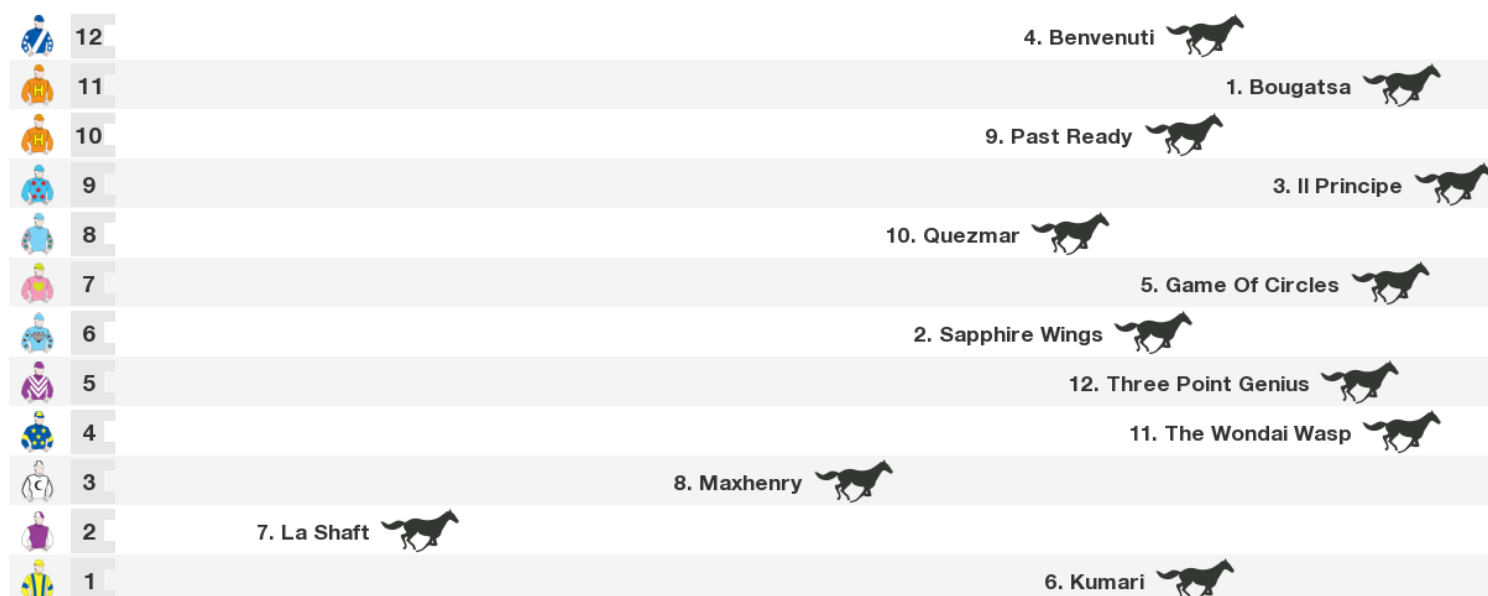 12 4. Benvenuti
H 11 1. Bougatsa
H 10 9. Past Ready
9 3. Il Principe
8 10. Quezmar
7 5. Game Of Circles
6 2. Sapphire Wings
5 12. Three Point Genius
4 11. The Wondai Wasp
C 3 8. Maxhenry
2 7. La Shaft
1 6. Kumari